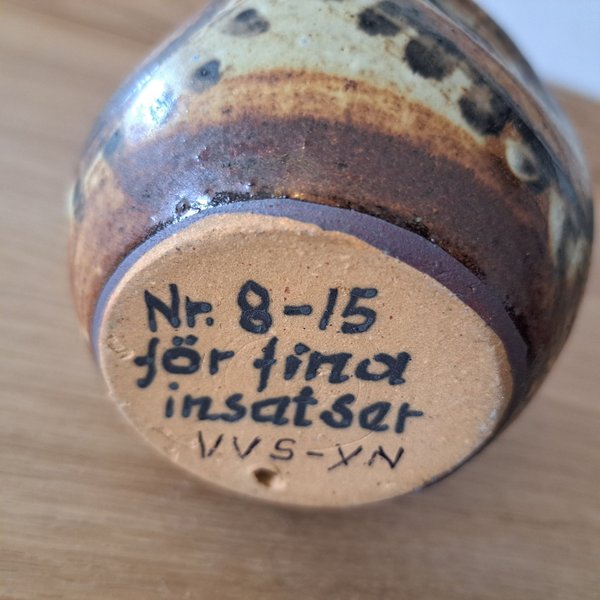 Nr. 8-15
för fina
insatser
VVS-YN